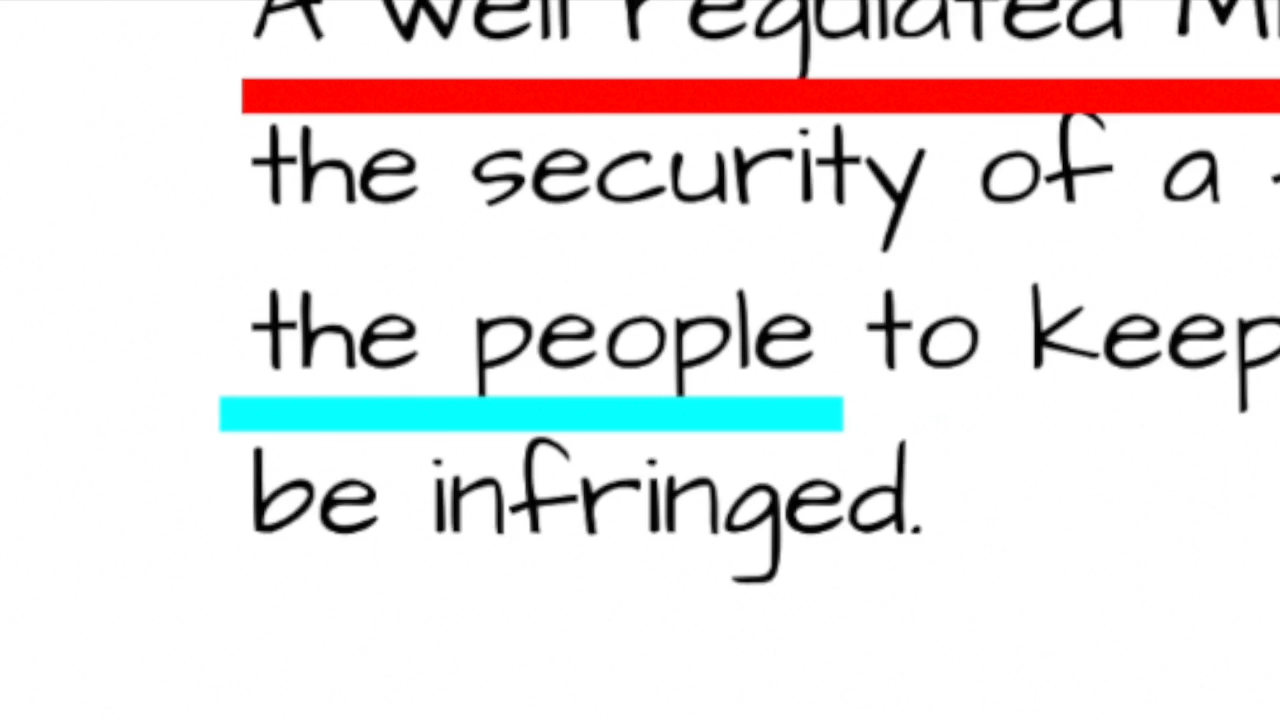 A well regulated M
the security of a
the people to keep
be infringed.